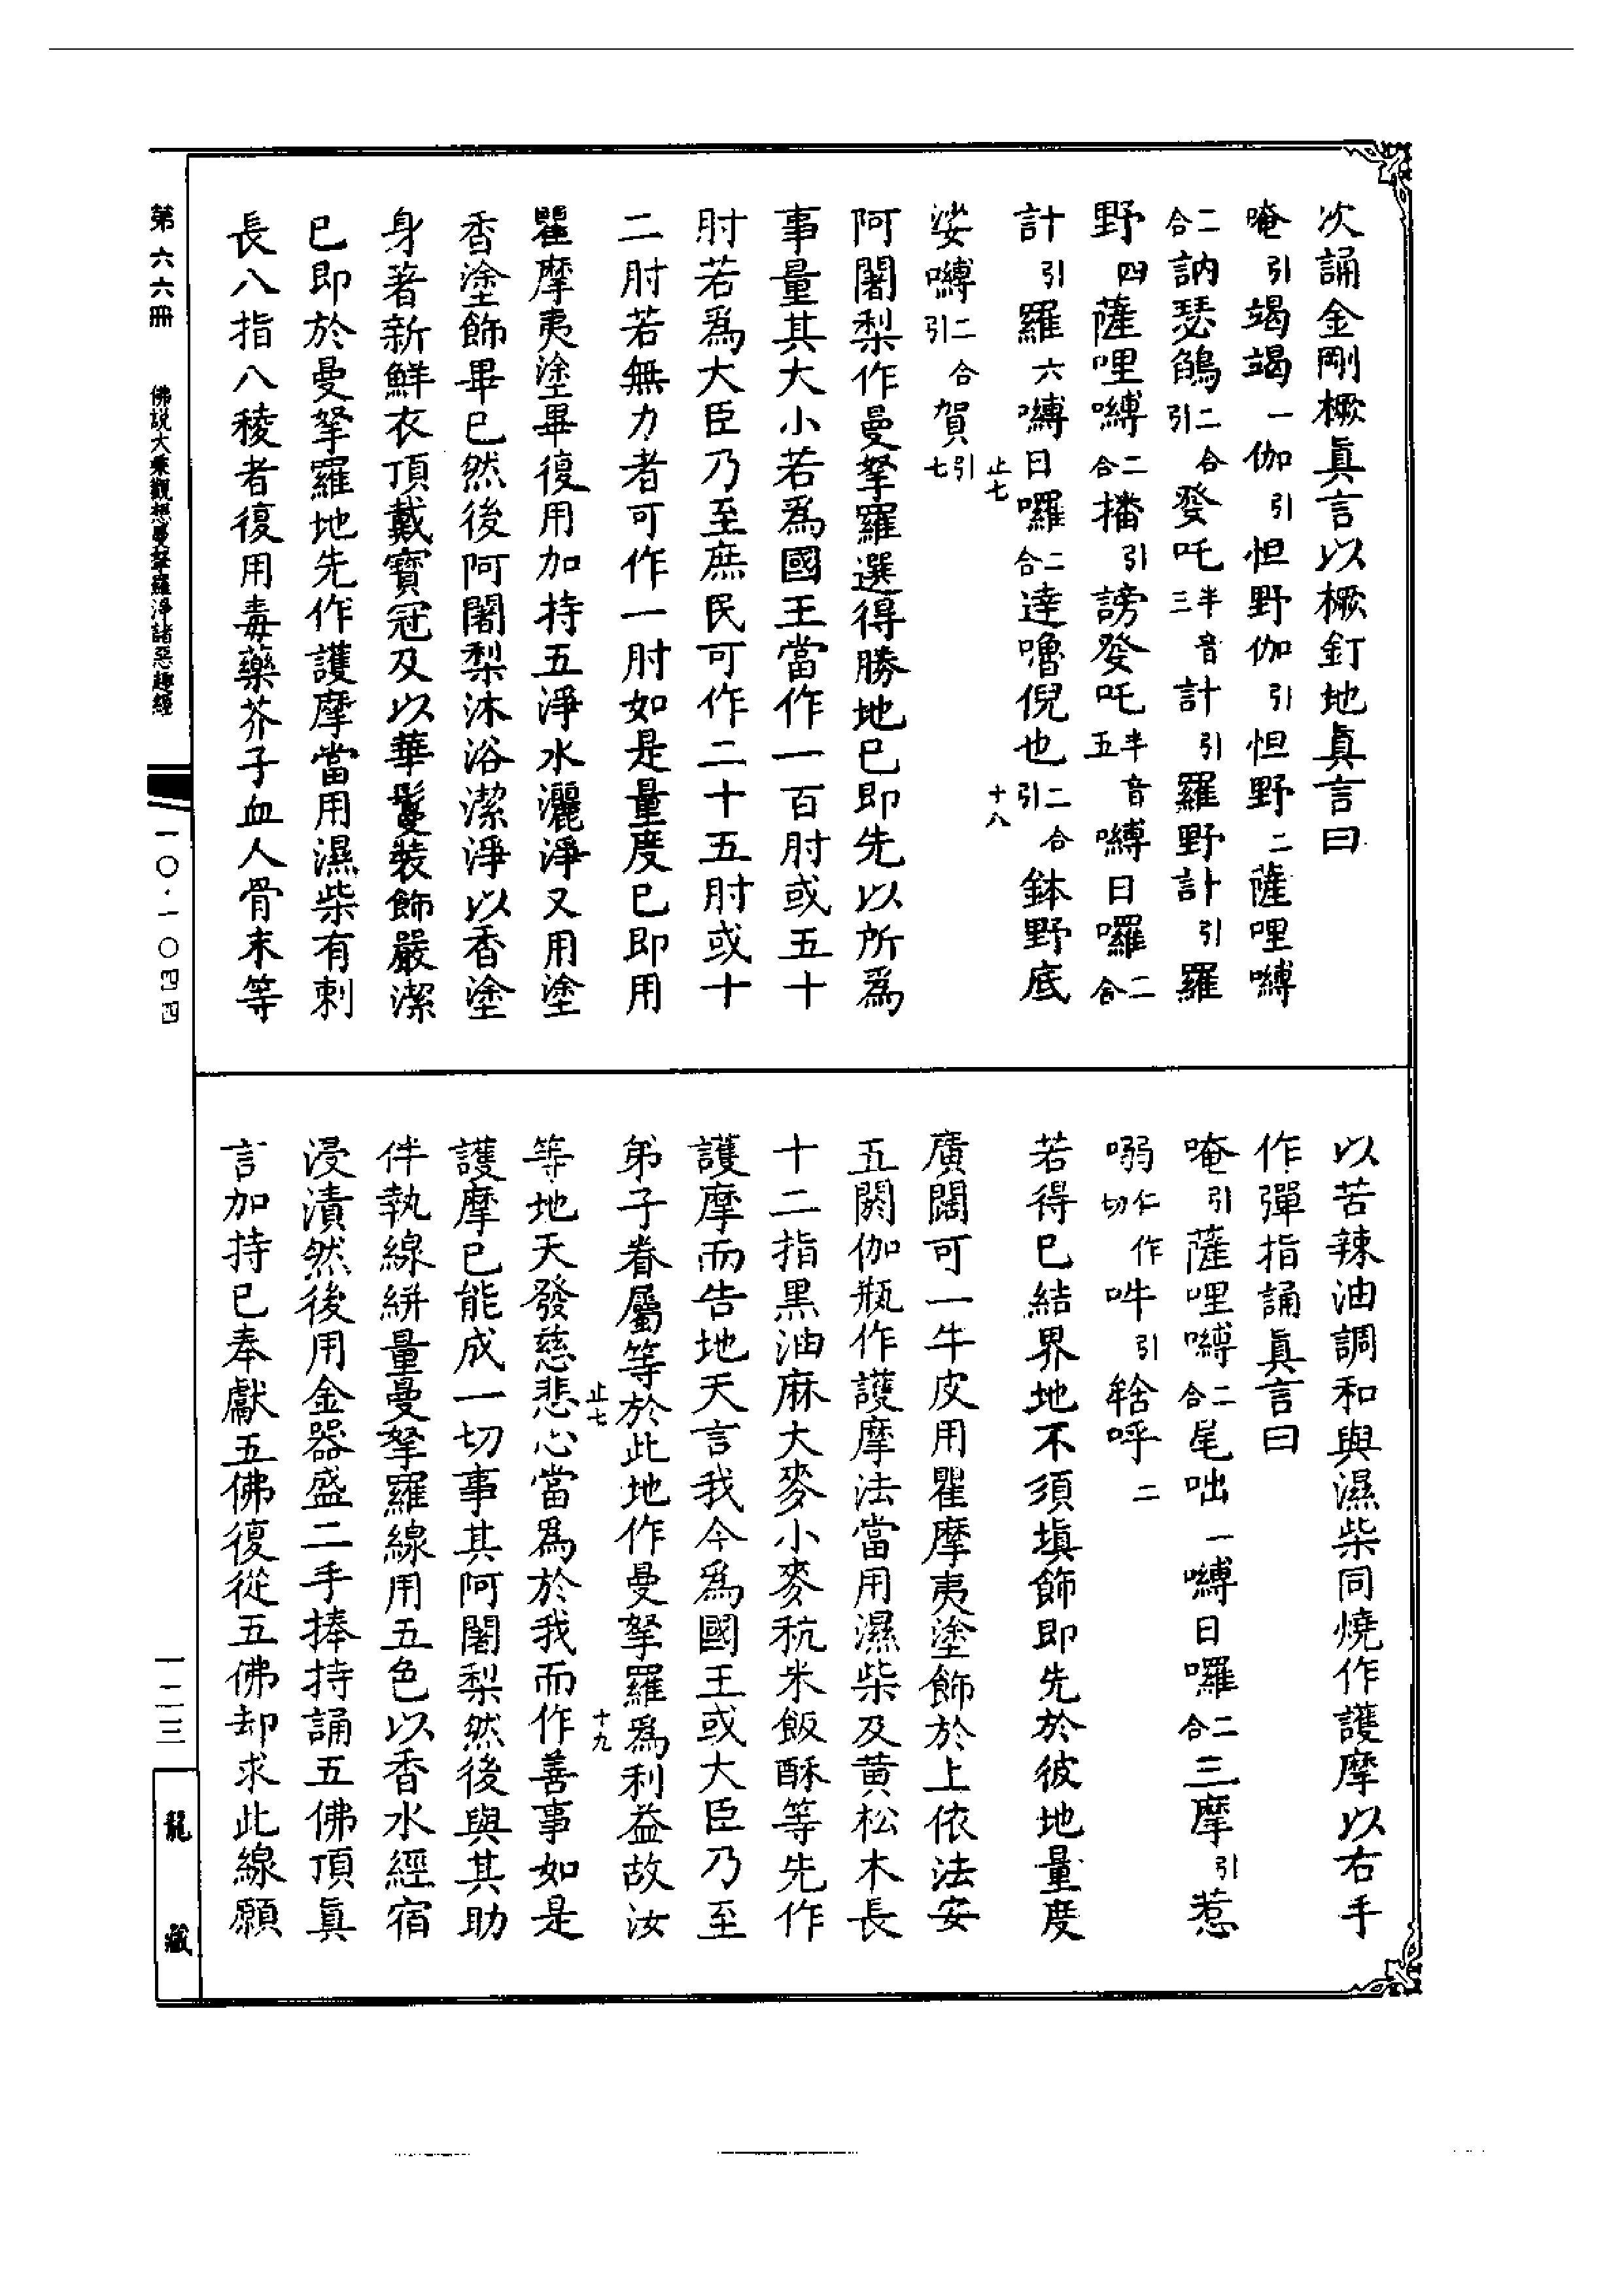 次誦金剛橛眞言以橛釘地眞言曰
唵引竭竭一伽引怛野伽引怛野二薩哩嚩
二合訥瑟鵮二合引癹吒半音三計引羅野計引羅
野四薩哩嚩二合播引謗癹吒半音五嚩日囉二合
計引羅六嚩日囉二合達嚕倪也二合引鉢野底
止七 十八
娑嚩二合引賀引七
阿闍梨作曼拏羅選得勝地已即先以所爲
事量其大小若爲國王當作一百肘或五十
肘若爲大臣乃至庶民可作二十五肘或十
二肘若無力者可作一肘如是量度已即用
瞿摩夷塗畢復用加持五淨水灑淨又用塗
香塗飾畢已然後阿闍梨沐浴潔淨以香塗
身著新鮮衣頂戴寶冠及以華鬘裝飾嚴潔
已即於曼拏羅地先作護摩當用濕柴有刺
長八指八稜者復用毒藥芥子血人骨末等
以苦辣油調和與濕柴同燒作護摩以右手
作彈指誦眞言曰
唵引薩哩嚩二合尾咄一嚩日囉二合三摩引惹
嗍仁作切吽引㗶呼二
若得已結界地不須塡飾即先於彼地量度
廣闊可一牛皮用瞿摩夷塗飾於上依法安
五閼伽瓶作護摩法當用濕柴及黄松木長
十二指黑油麻大麥小麥秔米飯酥等先作
護摩而告地天言我今爲國王或大臣乃至
弟子眷屬等於此地作曼拏羅爲利益故汝
止七 十九
等地天發慈悲心當爲於我而作善事如是
護摩已能成一切事其阿闍梨然後與其助
伴執線絣量曼拏羅線用五色以香水經宿
浸漬然後用金器盛二手捧持誦五佛頂眞
言加持已奉獻五佛復從五佛却求此線願
第六六冊 佛説大乘觀想曼拏羅淨諸惡趣經
一〇·一〇四四
一二三
龍藏